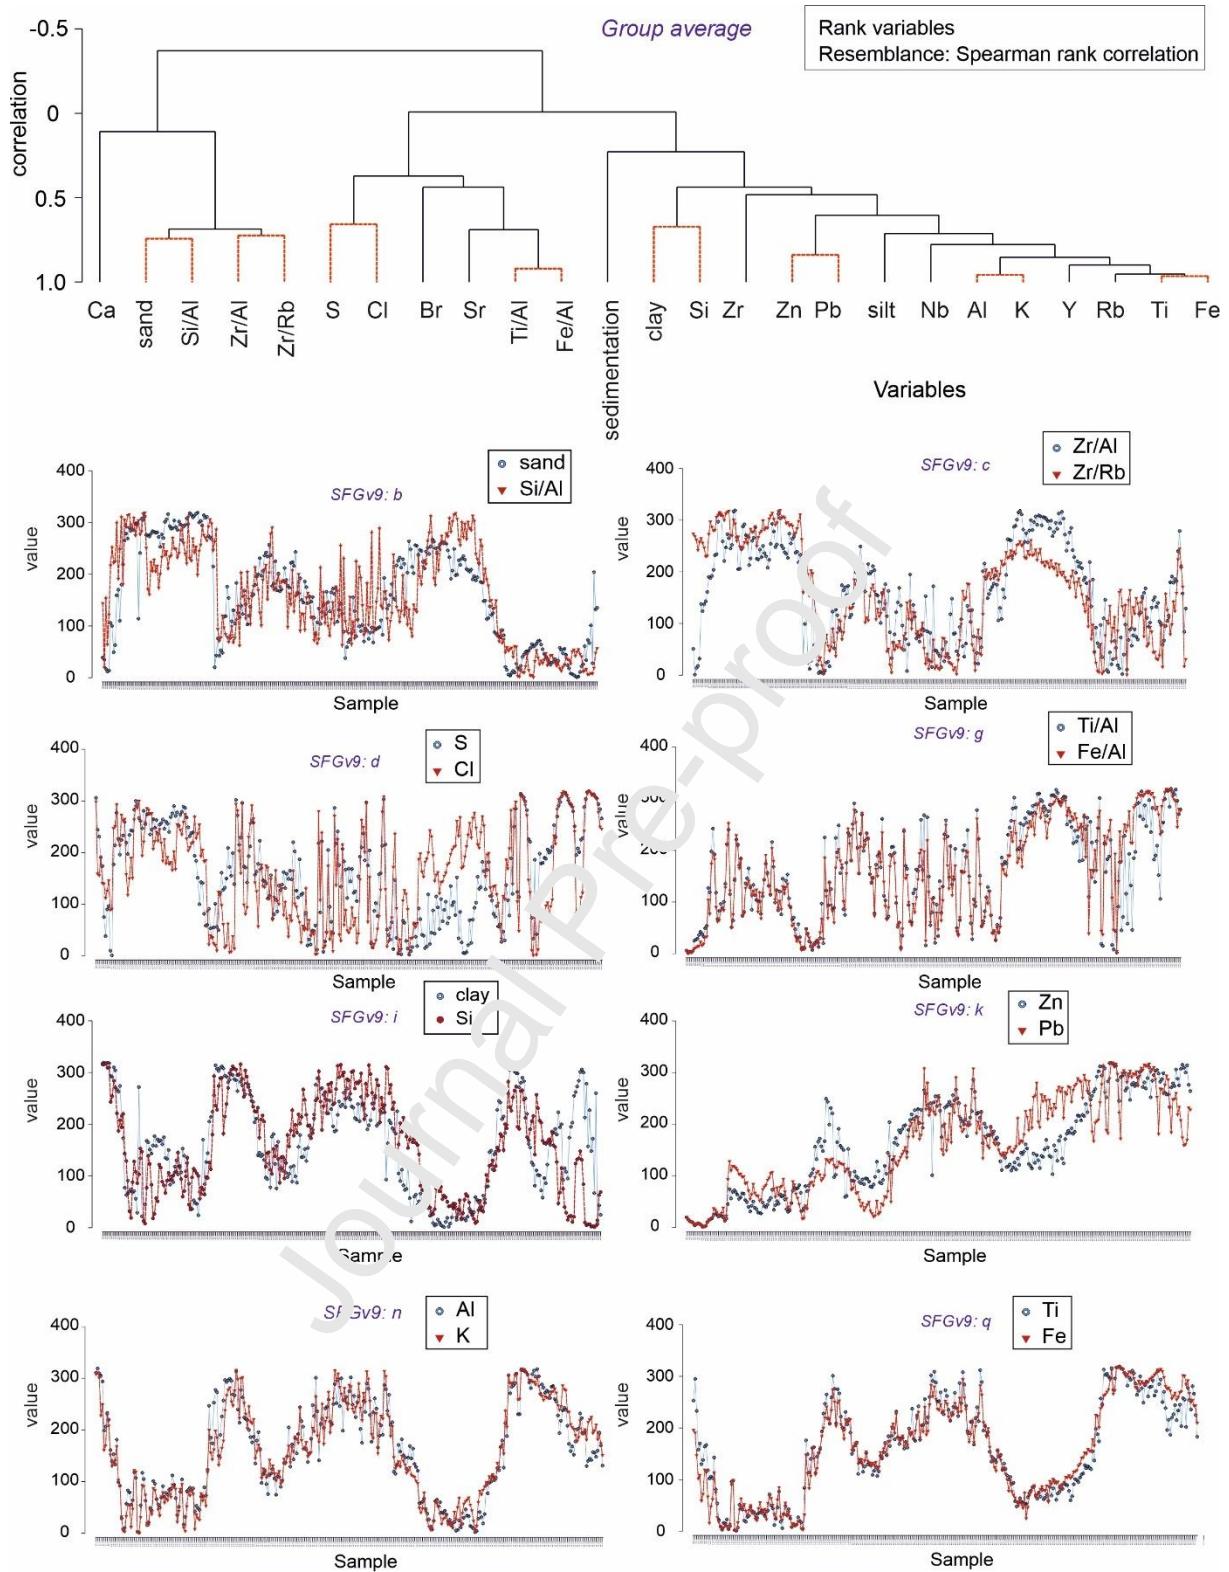 Group average
Rank variables
Resemblance: Spearman rank correlation
correlation
-0.5
0
0.5
1.0
Ca
sand
Si/Al
Zr/Al
Zr/Rb
S
Cl
Br
Sr
Ti/Al
Fe/Al
sedimentation
clay
Si
Zr
Zn
Pb
silt
Nb
Al
K
Y
Rb
Ti
Fe
Variables
SFGv9: b
sand
Si/Al
value
400
300
200
100
0
Sample
SFGv9: c
Zr/Al
Zr/Rb
value
400
300
200
100
0
Sample
SFGv9: d
S
Cl
value
400
300
200
100
0
Sample
SFGv9: g
Ti/Al
Fe/Al
value
400
300
200
100
0
Sample
SFGv9: i
clay
Si
value
400
300
200
100
0
Sample
SFGv9: k
Zn
Pb
value
400
300
200
100
0
Sample
SFGv9: n
Al
K
value
400
300
200
100
0
Sample
SFGv9: q
Ti
Fe
value
400
300
200
100
0
Sample
Journal Pre-proof